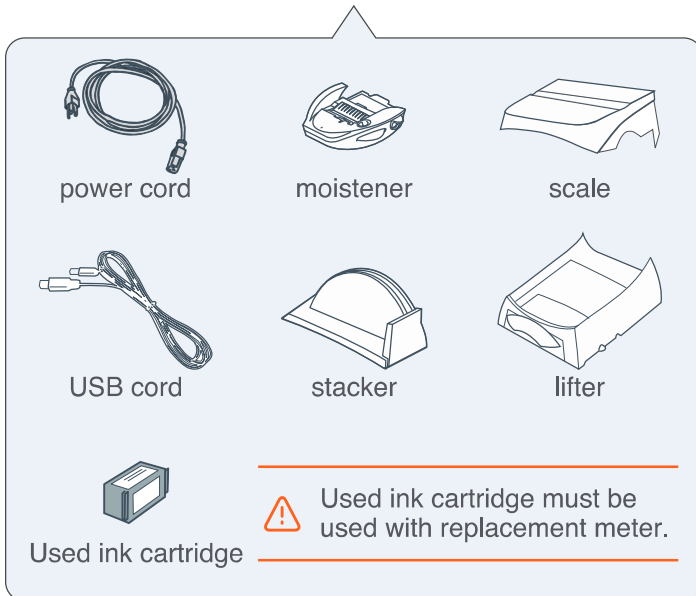 power cord
moistener
scale
USB cord
stacker
lifter
Used ink cartridge must be
used with replacement meter.
Used ink cartridge